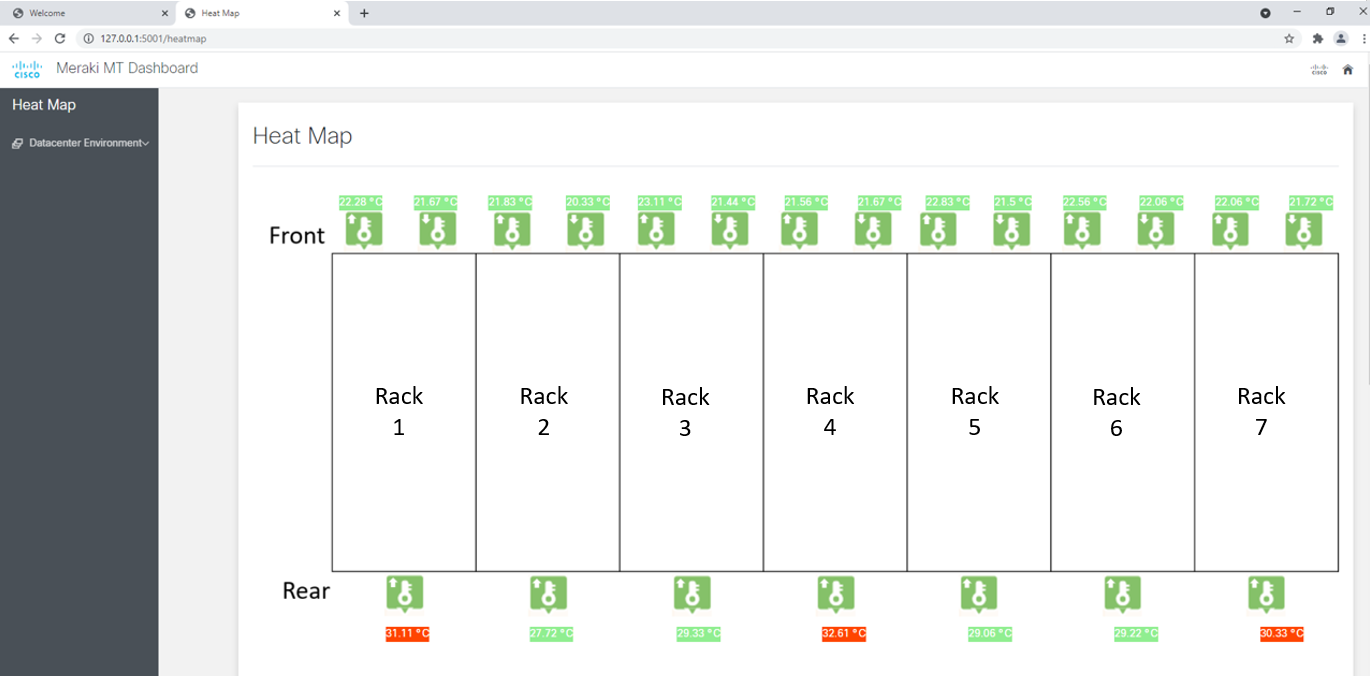 Welcome
Heat Map
127.0.0.1:5001/heatmap
CISCO Meraki MT Dashboard
CISCO
Heat Map
Datacenter Environment
Heat Map
22.28 °C 21.67 °C 21.83 °C 20.33 °C 23.11 °C 21.44 °C 21.56 °C 21.67 °C 22.83 °C 21.5 °C 22.56 °C 22.06 °C 22.06 °C 21.72 °C
Front
Rack Rack Rack Rack Rack Rack Rack
1 2 3 4 5 6 7
Rear
31.11 °C 27.72 °C 29.33 °C 32.61 °C 29.06 °C 29.22 °C 30.33 °C